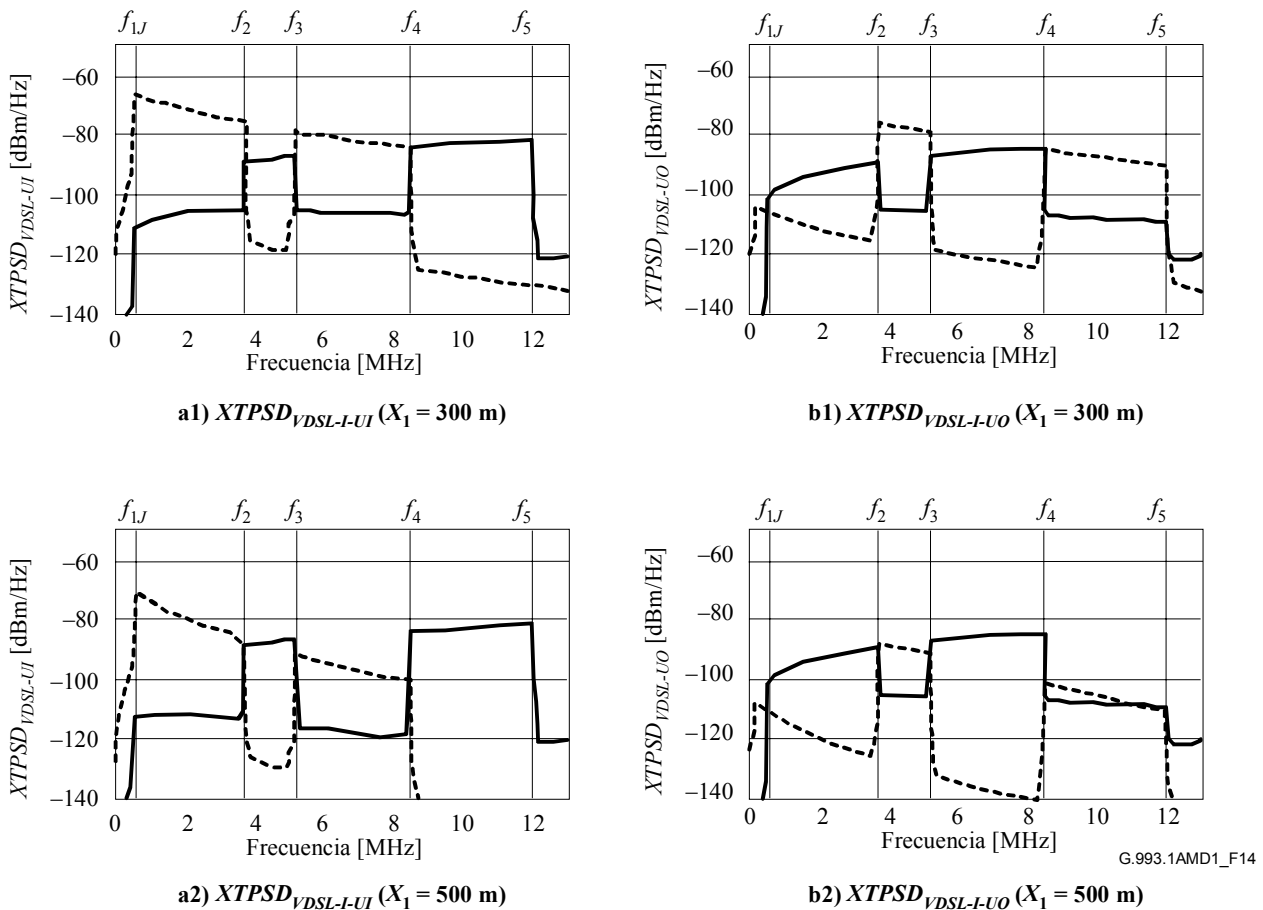 f1J f2 f3 f4 f5
XTPSDVDSL-UI [dBm/Hz]
–60
–80
–100
–120
–140
0 2 4 6 8 10 12
Frecuencia [MHz]
a1) XTPSDVDSL-I-UI (X1 = 300 m)
f1J f2 f3 f4 f5
XTPSDVDSL-UO [dBm/Hz]
–60
–80
–100
–120
–140
0 2 4 6 8 10 12
Frecuencia [MHz]
b1) XTPSDVDSL-I-UO (X1 = 300 m)
f1J f2 f3 f4 f5
XTPSDVDSL-UI [dBm/Hz]
–60
–80
–100
–120
–140
0 2 4 6 8 10 12
Frecuencia [MHz]
a2) XTPSDVDSL-I-UI (X1 = 500 m)
f1J f2 f3 f4 f5
XTPSDVDSL-UO [dBm/Hz]
–60
–80
–100
–120
–140
0 2 4 6 8 10 12
Frecuencia [MHz]
G.993.1AMD1_F14
b2) XTPSDVDSL-I-UO (X1 = 500 m)